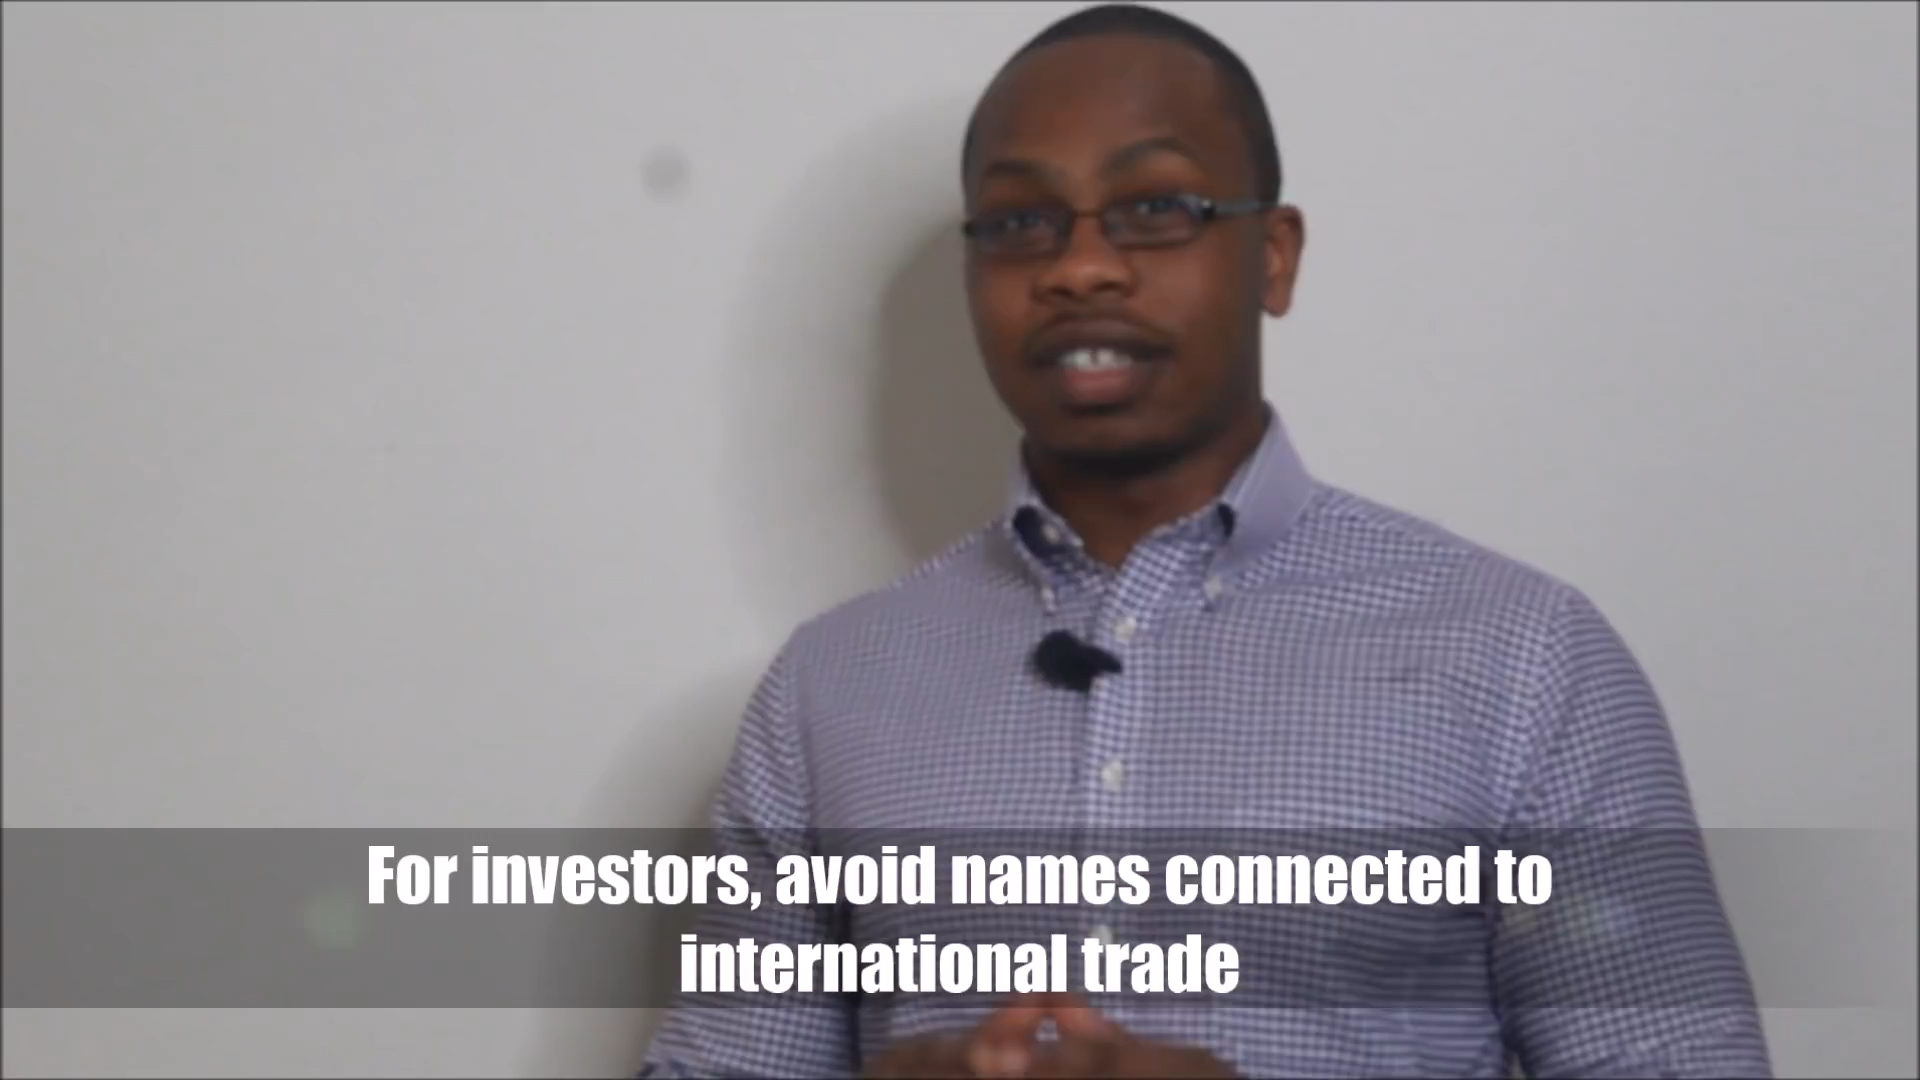 For investors, avoid names connected to
international trade